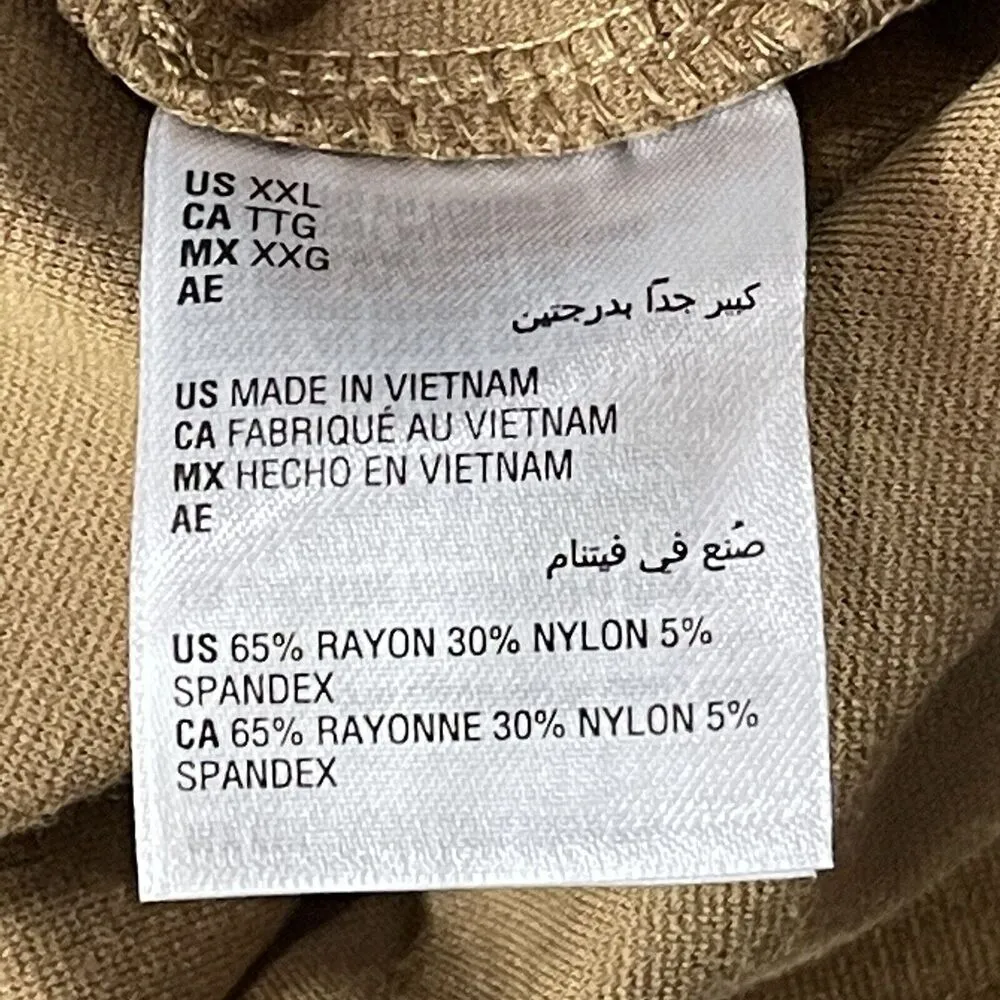 US XXL
CA TTG
MX XXG
AE
كبير جدًا بدرجتين
US MADE IN VIETNAM
CA FABRIQUÉ AU VIETNAM
MX HECHO EN VIETNAM
AE
صُنع في فيتنام
US 65% RAYON 30% NYLON 5%
SPANDEX
CA 65% RAYONNE 30% NYLON 5%
SPANDEX